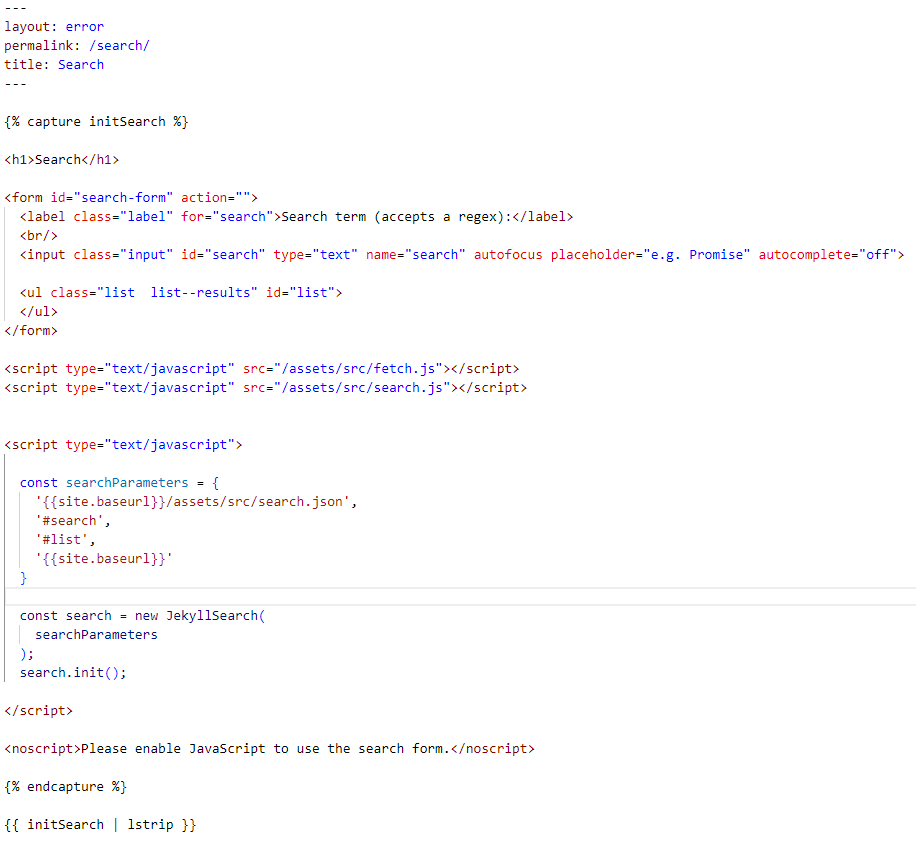 ---
layout: error
permalink: /search/
title: Search
---
{% capture initSearch %}
<h1>Search</h1>
<form id="search-form" action="">
  <label class="label" for="search">Search term (accepts a regex):</label>
  <br/>
  <input class="input" id="search" type="text" name="search" autofocus placeholder="e.g. Promise" autocomplete="off">
  <ul class="list  list--results" id="list">
  </ul>
</form>
<script type="text/javascript" src="/assets/src/fetch.js"></script>
<script type="text/javascript" src="/assets/src/search.js"></script>
<script type="text/javascript">
  const searchParameters = {
    '{{site.baseurl}}/assets/src/search.json',
    '#search',
    '#list',
    '{{site.baseurl}}'
  }
  const search = new JekyllSearch(
    searchParameters
  );
  search.init();
</script>
<noscript>Please enable JavaScript to use the search form.</noscript>
{% endcapture %}
{{ initSearch | lstrip }}